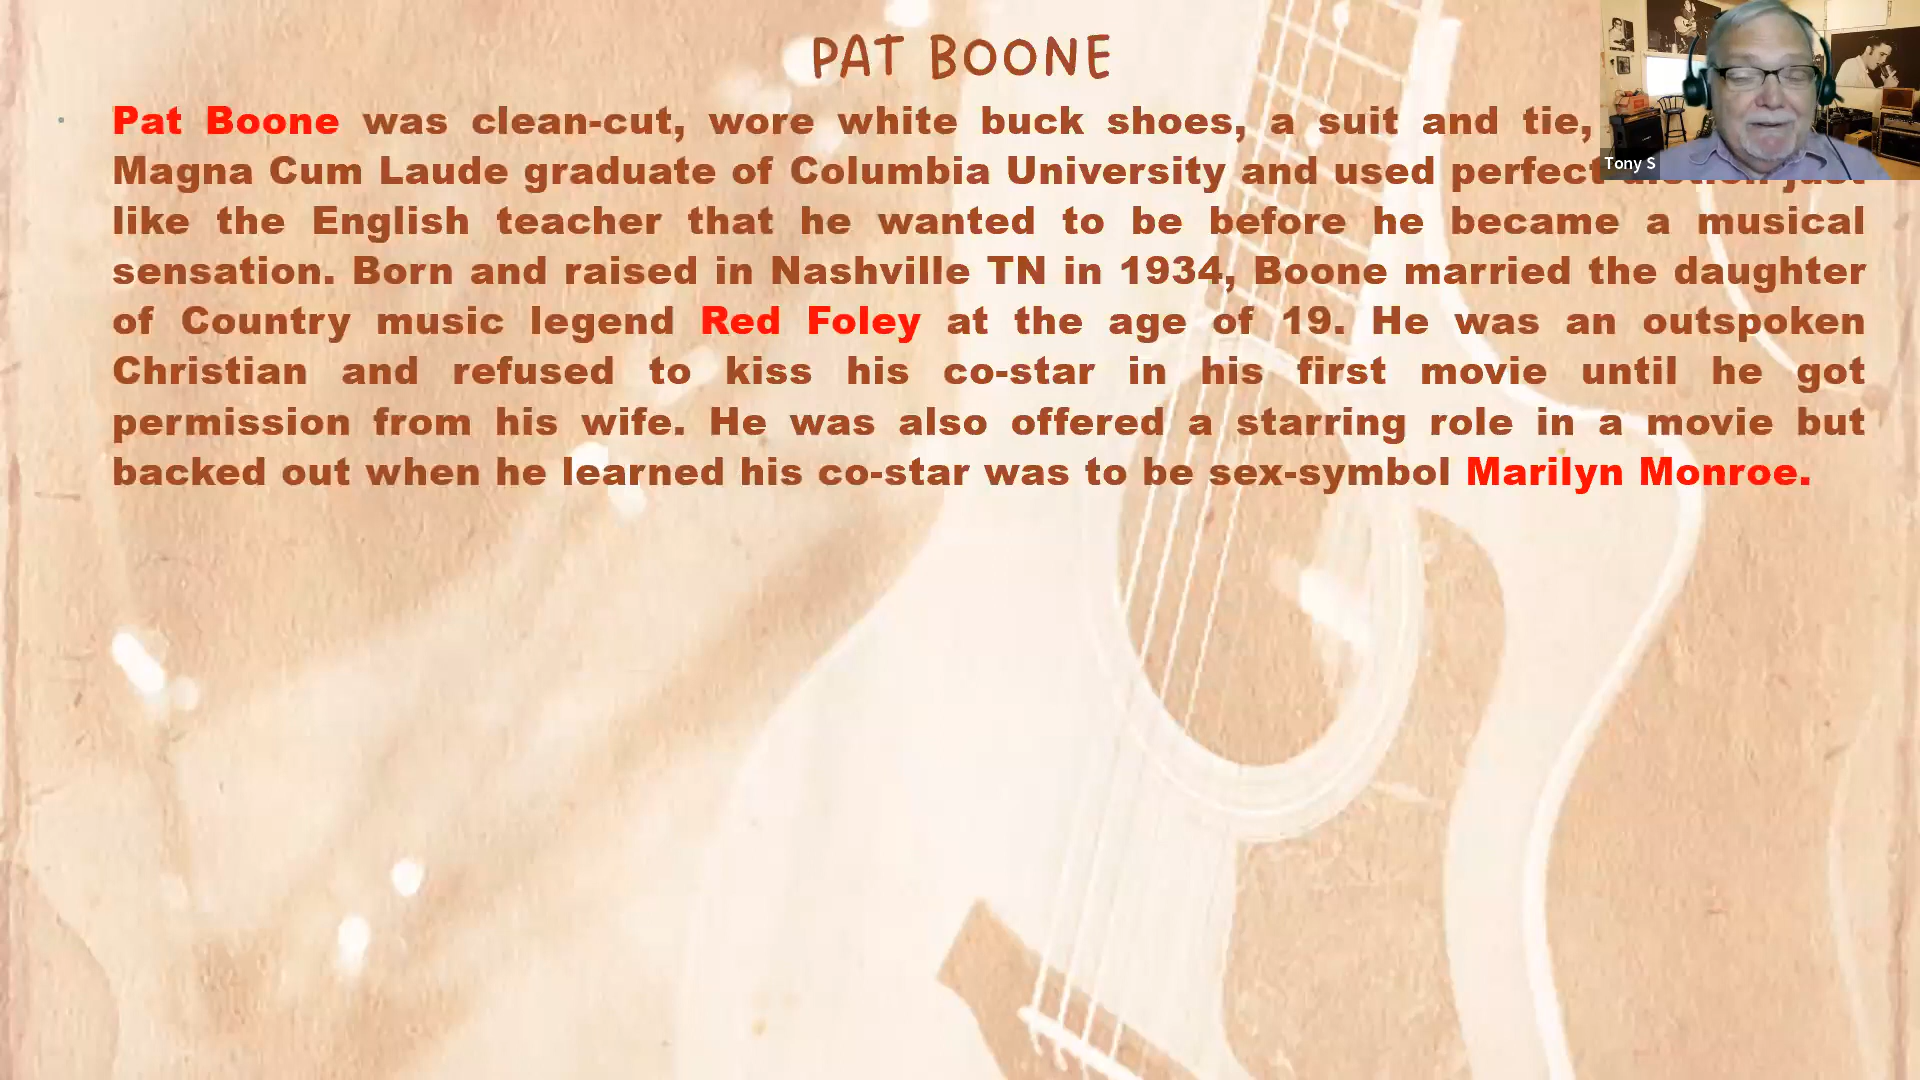 PAT BOONE
Pat Boone was clean-cut, wore white buck shoes, a suit and tie,
Magna Cum Laude graduate of Columbia University and used perfect
like the English teacher that he wanted to be before he became a musical
sensation. Born and raised in Nashville TN in 1934, Boone married the daughter
of Country music legend Red Foley at the age of 19. He was an outspoken
Christian and refused to kiss his co-star in his first movie until he got
permission from his wife. He was also offered a starring role in a movie but
backed out when he learned his co-star was to be sex-symbol Marilyn Monroe.
Tony S